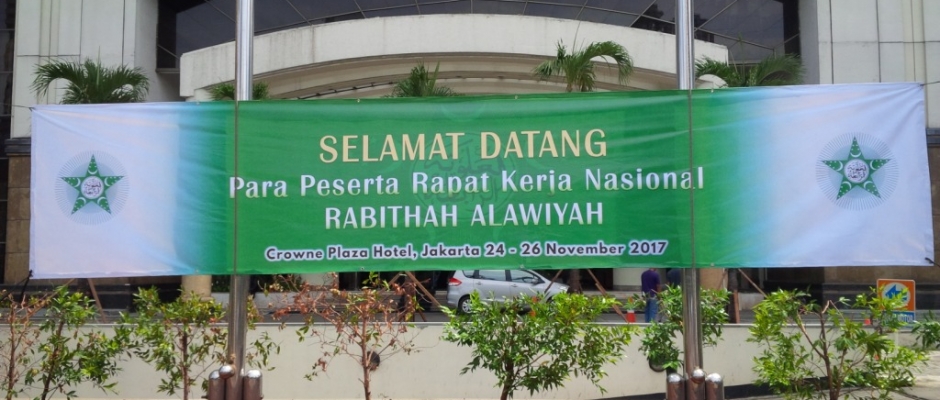 SELAMAT DATANG
Para Peserta Rapat Kerja Nasional
RABITHAH ALAWIYAH
Crowne Plaza Hotel, Jakarta 24 - 26 November 2017